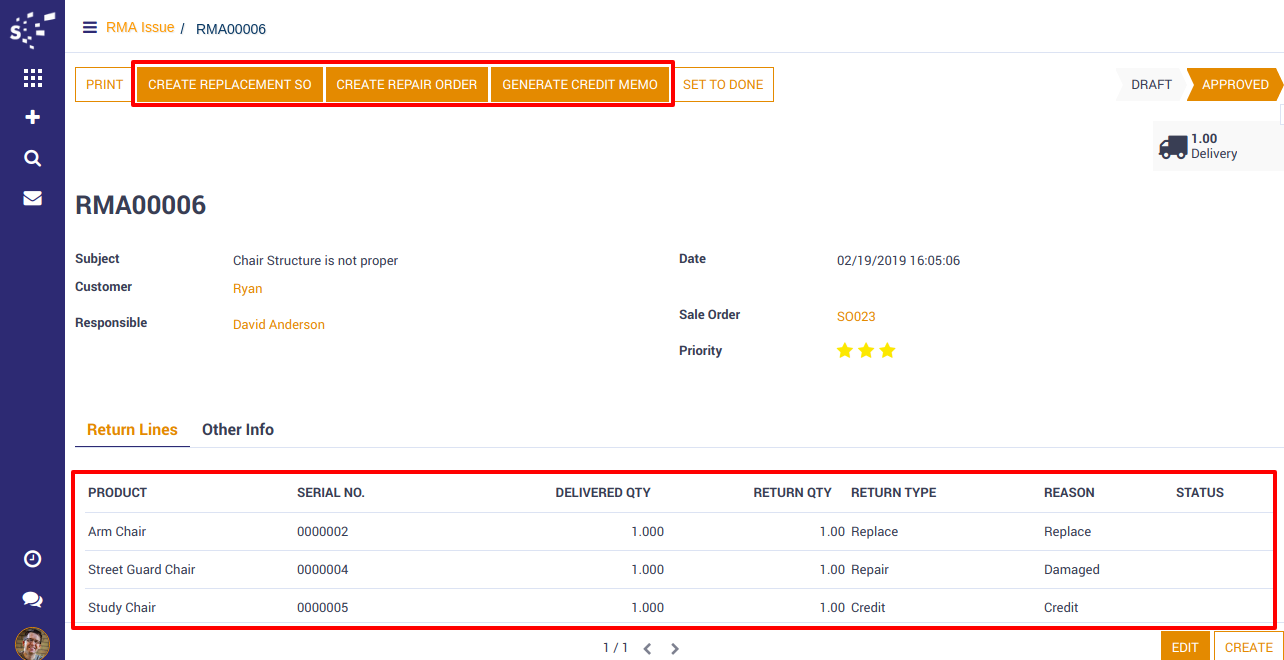 S
RMA Issue / RMA00006
PRINT CREATE REPLACEMENT SO CREATE REPAIR ORDER GENERATE CREDIT MEMO SET TO DONE DRAFT APPROVED
1.00
Delivery
RMA00006
Subject Chair Structure is not proper Date 02/19/2019 16:05:06
Customer Ryan
Sale Order SO023
Responsible David Anderson
Priority
Return Lines Other Info
PRODUCT SERIAL NO. DELIVERED QTY RETURN QTY RETURN TYPE REASON STATUS
Arm Chair 0000002 1.000 1.00 Replace Replace
Street Guard Chair 0000004 1.000 1.00 Repair Damaged
Study Chair 0000005 1.000 1.00 Credit Credit
1 / 1 EDIT CREATE